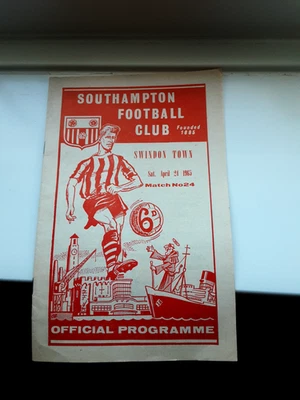 SOUTHAMPTON
FOOTBALL
CLUB Founded 1885
SWINDON TOWN
Sat. April 24 1965
Match No 24
6D
OFFICIAL PROGRAMME